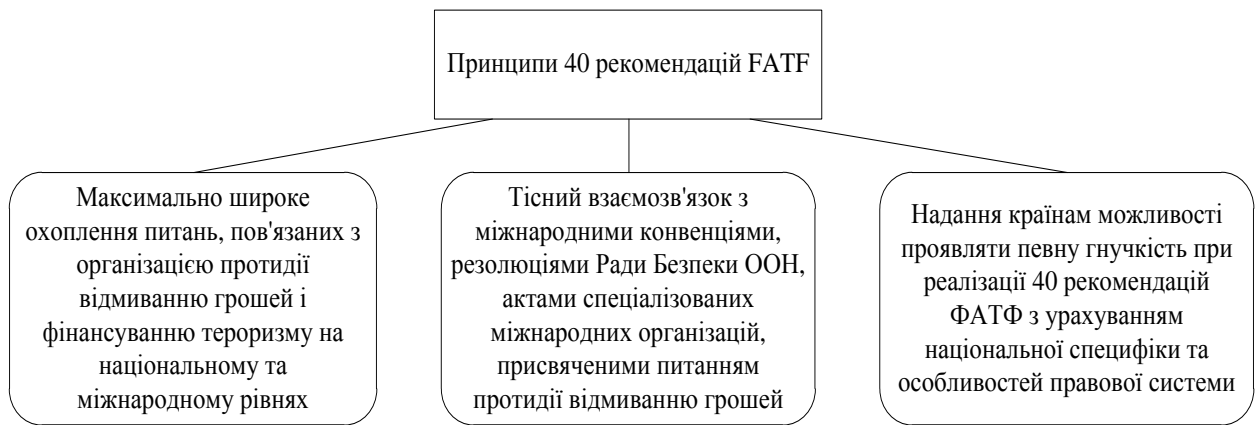 Принципи 40 рекомендацій FATF
Максимально широке
охоплення питань, пов'язаних з
організацією протидії
відмиванню грошей і
фінансуванню тероризму на
національному та
міжнародному рівнях
Тісний взаємозв'язок з
міжнародними конвенціями,
резолюціями Ради Безпеки ООН,
актами спеціалізованих
міжнародних організацій,
присвяченими питанням
протидії відмиванню грошей
Надання країнам можливості
проявляти певну гнучкість при
реалізації 40 рекомендацій
ФАТФ з урахуванням
національної специфіки та
особливостей правової системи